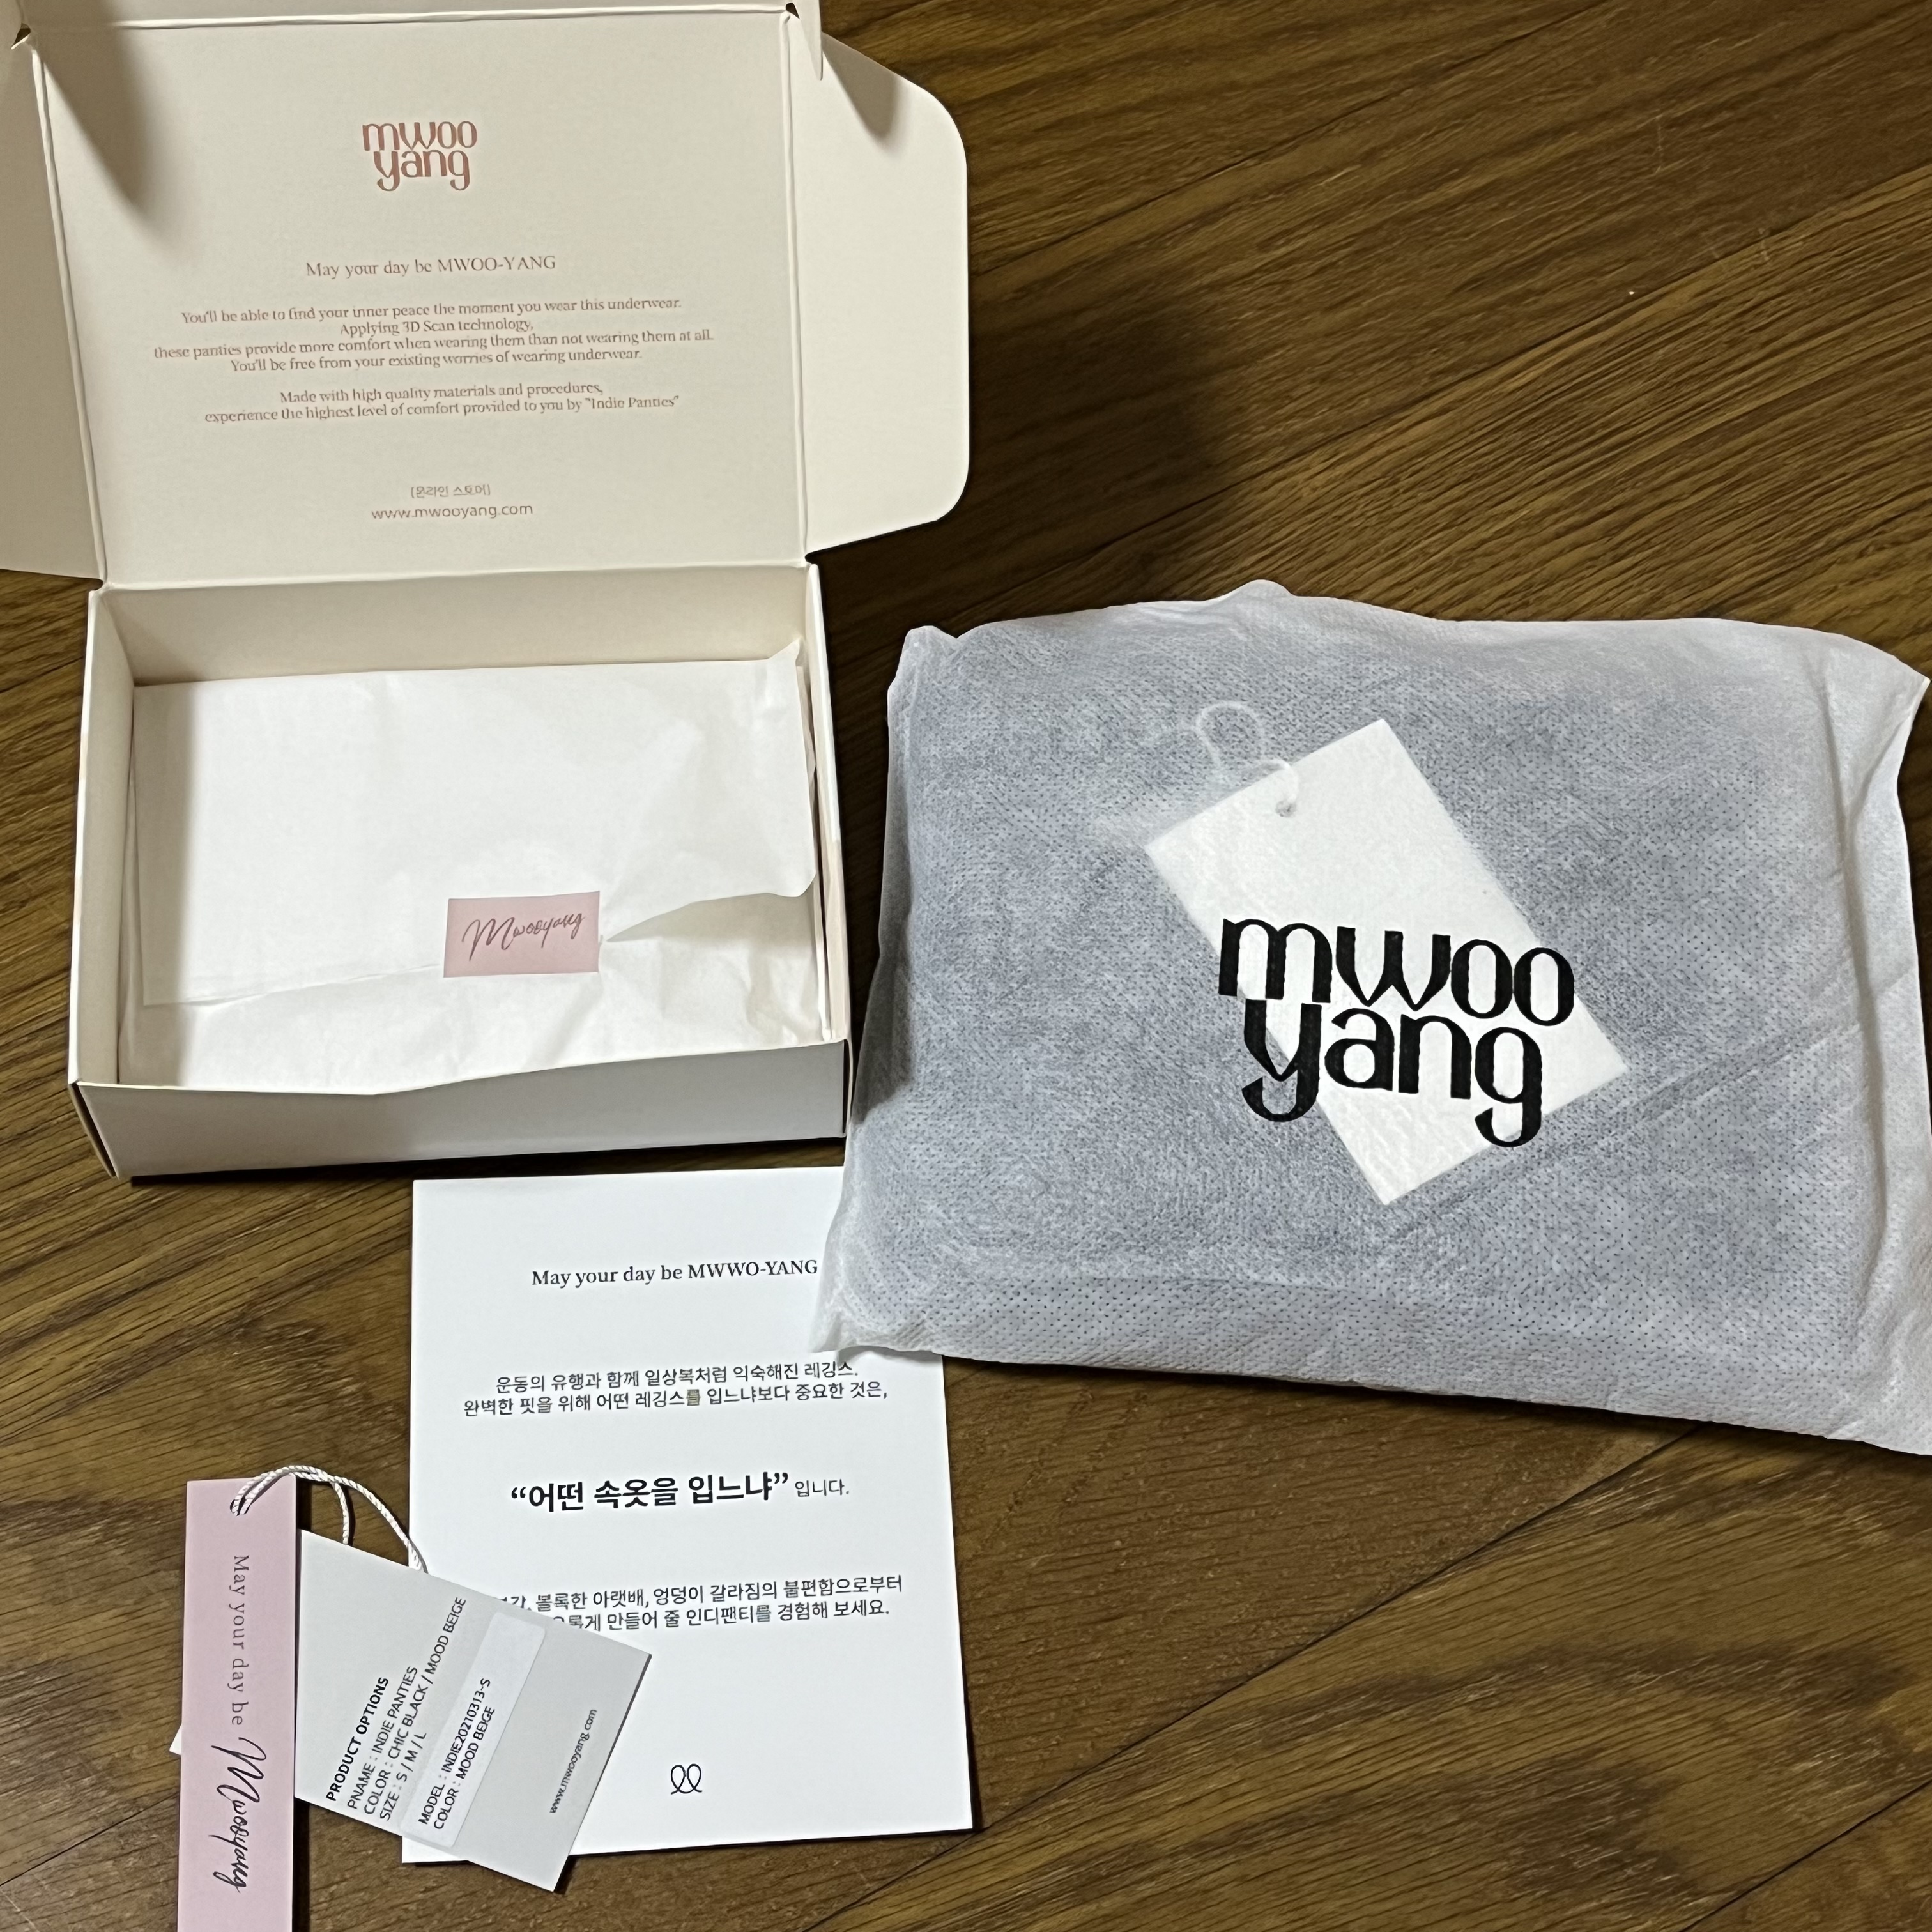 mwoo
yang
May your day be MWOO-YANG
You'll be able to find your inner peace the moment you wear this underwear.
Applying 3D Scan technology,
these panties provide more comfort when wearing them than not wearing them at all.
You'll be free from your existing worries of wearing underwear.
Made with high quality materials and procedures,
experience the highest level of comfort provided to you by "Indie Panties"
[온라인 스토어]
www.mwooyang.com
Mwooyang
mwoo
yang
May your day be MWWO-YANG
운동의 유행과 함께 일상복처럼 익숙해진 레깅스.
완벽한 핏을 위해 어떤 레깅스를 입느냐보다 중요한 것은,
“어떤 속옷을 입느냐” 입니다.
볼록한 아랫배, 엉덩이 갈라짐의 불편함으로부터
만들어 줄 인디팬티를 경험해 보세요.
May your day be Mwooyang
PRODUCT OPTIONS
PNAME : INDIE PANTIES
COLOR : CHIC BLACK / MOOD BEIGE
SIZE : S / M / L
MODEL : INDIE20210313-S
COLOR : MOOD BEIGE
www.mwooyang.com